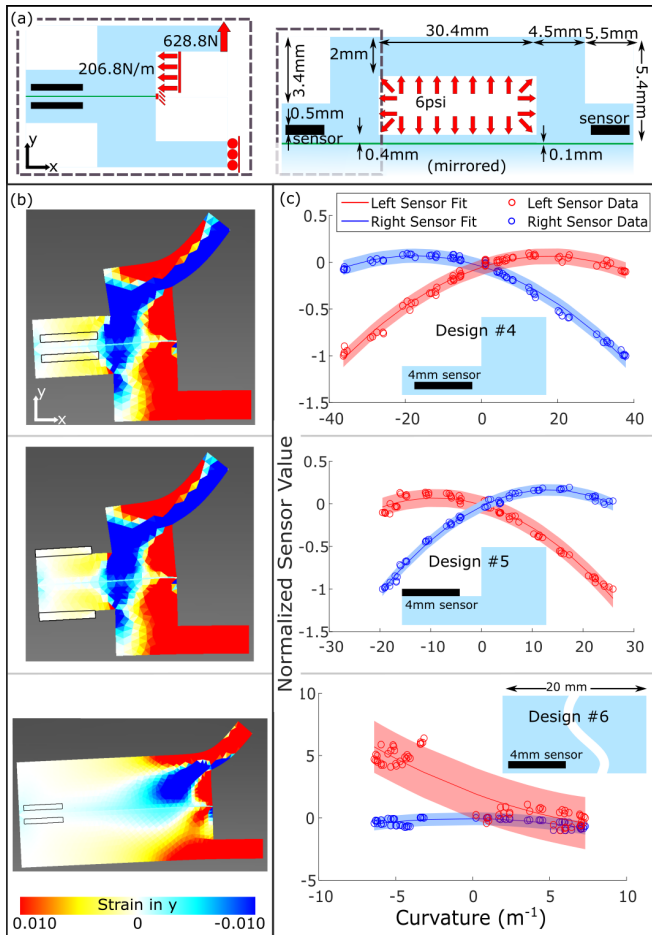 (a)
628.8N
206.8N/m
y
x
30.4mm
4.5mm
5.5mm
2mm
3.4mm
5.4mm
0.5mm
6psi
sensor
sensor
0.4mm
(mirrored)
0.1mm
(b)
y
x
Strain in y
0.010
0
-0.010
(c)
Left Sensor Fit
Left Sensor Data
Right Sensor Fit
Right Sensor Data
Normalized Sensor Value
0.5
0
-0.5
-1
-1.5
Design #4
4mm sensor
-40
-20
0
20
40
0.5
0
-0.5
-1
-1.5
Design #5
4mm sensor
-30
-20
-10
0
10
20
30
20 mm
Design #6
4mm sensor
10
5
0
-5
-10
-5
0
5
10
Curvature (m⁻¹)